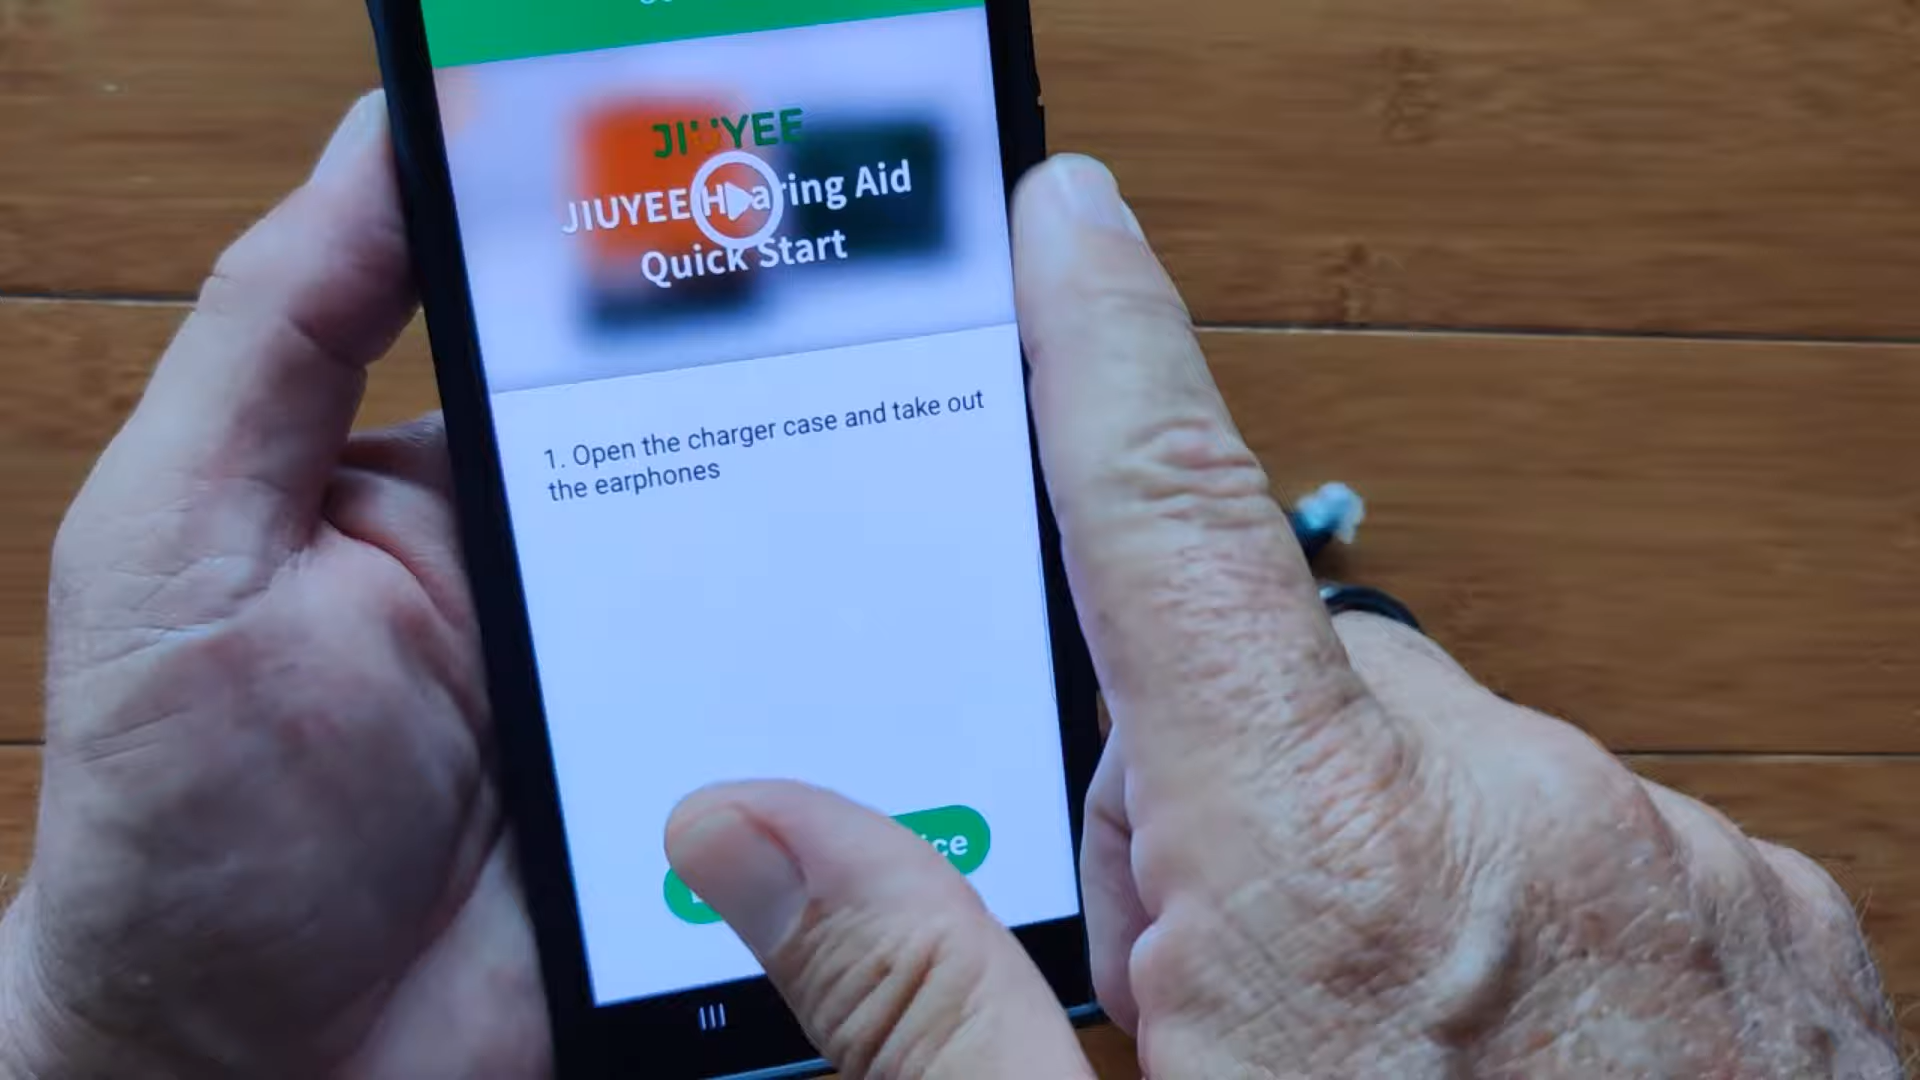 JIUYEE
JIUYEE Hearing Aid
Quick Start
1. Open the charger case and take out
the earphones